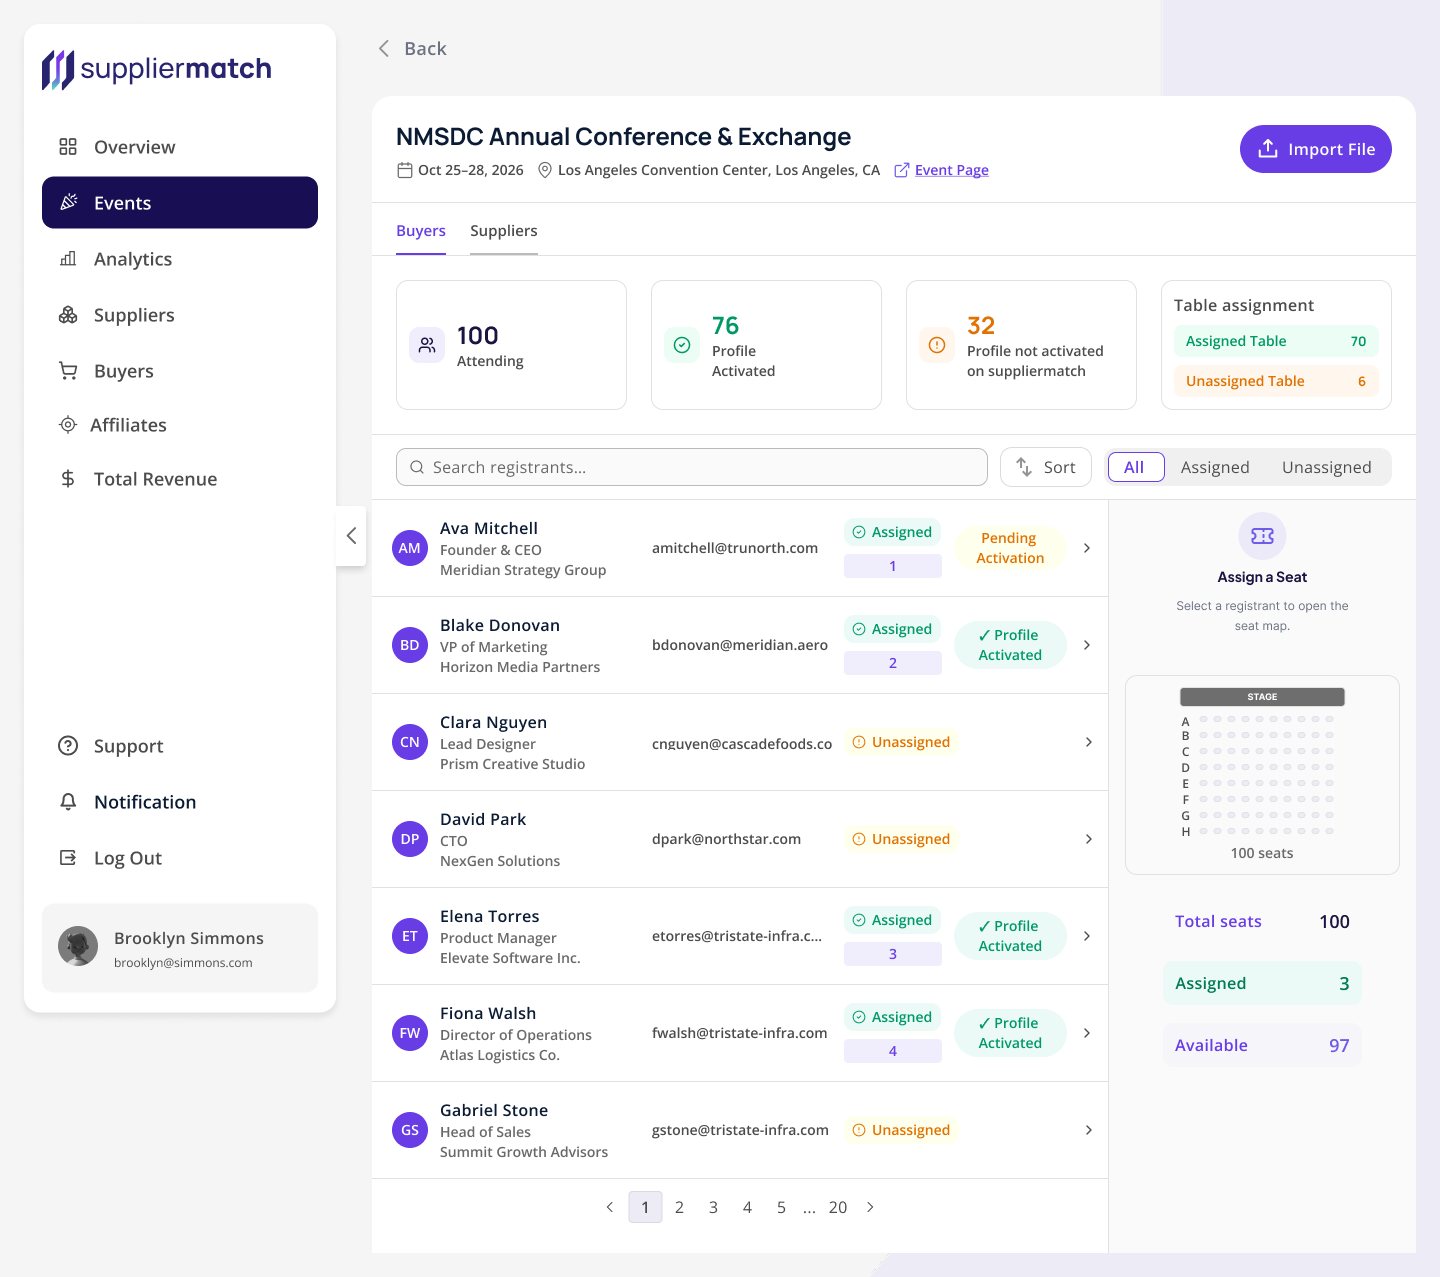 suppliermatch
Overview
Events
Analytics
Suppliers
Buyers
Affiliates
Total Revenue
Support
Notification
Log Out
Brooklyn Simmons
brooklyn@simmons.com
Back
NMSDC Annual Conference & Exchange
Oct 25–28, 2026 Los Angeles Convention Center, Los Angeles, CA Event Page
Import File
Buyers Suppliers
100
Attending
76
Profile
Activated
32
Profile not activated
on suppliermatch
Table assignment
Assigned Table 70
Unassigned Table 6
Search registrants...
Sort
All Assigned Unassigned
AM
Ava Mitchell
Founder & CEO
Meridian Strategy Group
amitchell@trunorth.com
Assigned
1
Pending
Activation
BD
Blake Donovan
VP of Marketing
Horizon Media Partners
bdonovan@meridian.aero
Assigned
2
✓ Profile
Activated
CN
Clara Nguyen
Lead Designer
Prism Creative Studio
cnguyen@cascadefoods.co
Unassigned
DP
David Park
CTO
NexGen Solutions
dpark@northstar.com
Unassigned
ET
Elena Torres
Product Manager
Elevate Software Inc.
etorres@tristate-infra.c...
Assigned
3
✓ Profile
Activated
FW
Fiona Walsh
Director of Operations
Atlas Logistics Co.
fwalsh@tristate-infra.com
Assigned
4
✓ Profile
Activated
GS
Gabriel Stone
Head of Sales
Summit Growth Advisors
gstone@tristate-infra.com
Unassigned
1 2 3 4 5 ... 20
Assign a Seat
Select a registrant to open the
seat map.
STAGE
A
B
C
D
E
F
G
H
100 seats
Total seats 100
Assigned 3
Available 97